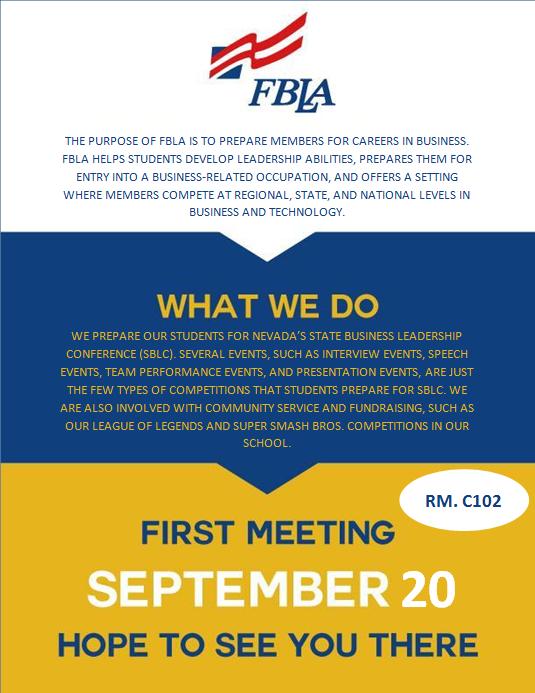 FBLA
THE PURPOSE OF FBLA IS TO PREPARE MEMBERS FOR CAREERS IN BUSINESS.
FBLA HELPS STUDENTS DEVELOP LEADERSHIP ABILITIES, PREPARES THEM FOR
ENTRY INTO A BUSINESS-RELATED OCCUPATION, AND OFFERS A SETTING
WHERE MEMBERS COMPETE AT REGIONAL, STATE, AND NATIONAL LEVELS IN
BUSINESS AND TECHNOLOGY.
WHAT WE DO
WE PREPARE OUR STUDENTS FOR NEVADA'S STATE BUSINESS LEADERSHIP
CONFERENCE (SBLC). SEVERAL EVENTS, SUCH AS INTERVIEW EVENTS, SPEECH
EVENTS, TEAM PERFORMANCE EVENTS, AND PRESENTATION EVENTS, ARE JUST
THE FEW TYPES OF COMPETITIONS THAT STUDENTS PREPARE FOR SBLC. WE
ARE ALSO INVOLVED WITH COMMUNITY SERVICE AND FUNDRAISING, SUCH AS
OUR LEAGUE OF LEGENDS AND SUPER SMASH BROS. COMPETITIONS IN OUR
SCHOOL.
RM. C102
FIRST MEETING
SEPTEMBER 20
HOPE TO SEE YOU THERE